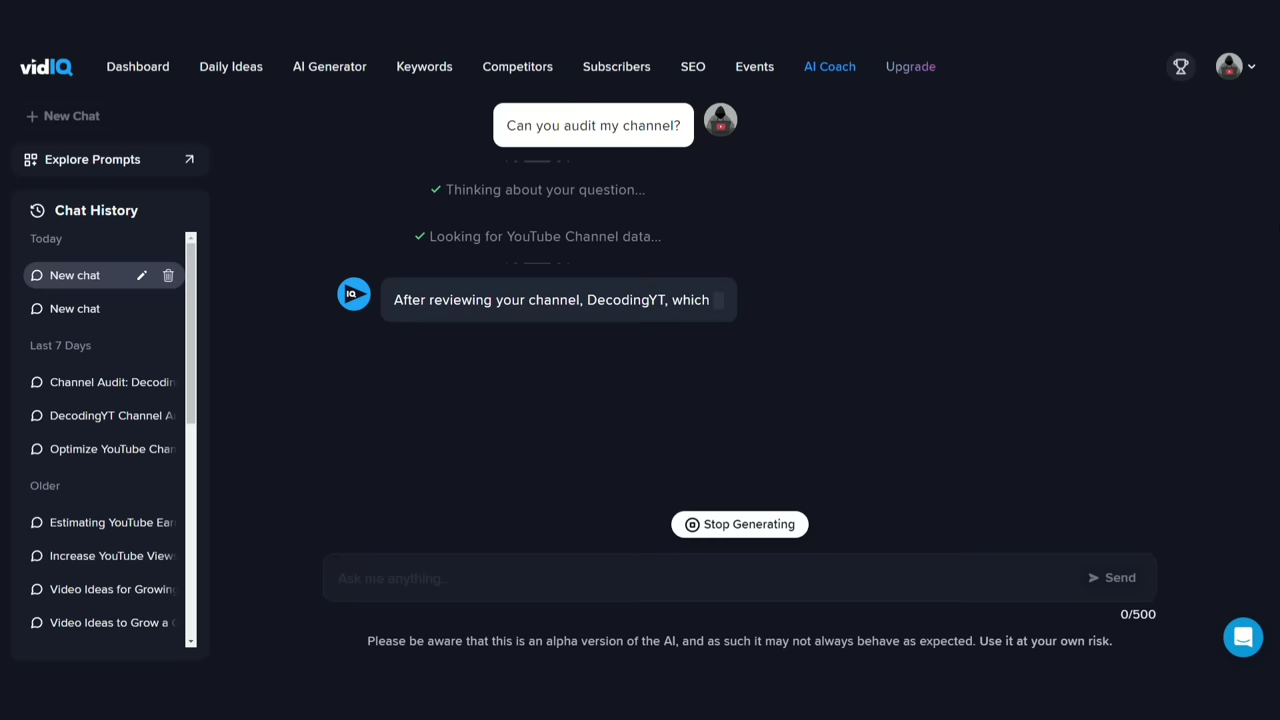 vidIQ Dashboard Daily Ideas AI Generator Keywords Competitors Subscribers SEO Events AI Coach Upgrade
+ New Chat
Explore Prompts
Chat History
Today
New chat
New chat
Last 7 Days
Channel Audit: Decodin
DecodingYT Channel A
Optimize YouTube Chan
Older
Estimating YouTube Ear
Increase YouTube View
Video Ideas for Growing
Video Ideas to Grow a
Can you audit my channel?
Thinking about your question...
Looking for YouTube Channel data...
IQ
After reviewing your channel, DecodingYT, which
Stop Generating
Ask me anything...
Send
0/500
Please be aware that this is an alpha version of the AI, and as such it may not always behave as expected. Use it at your own risk.